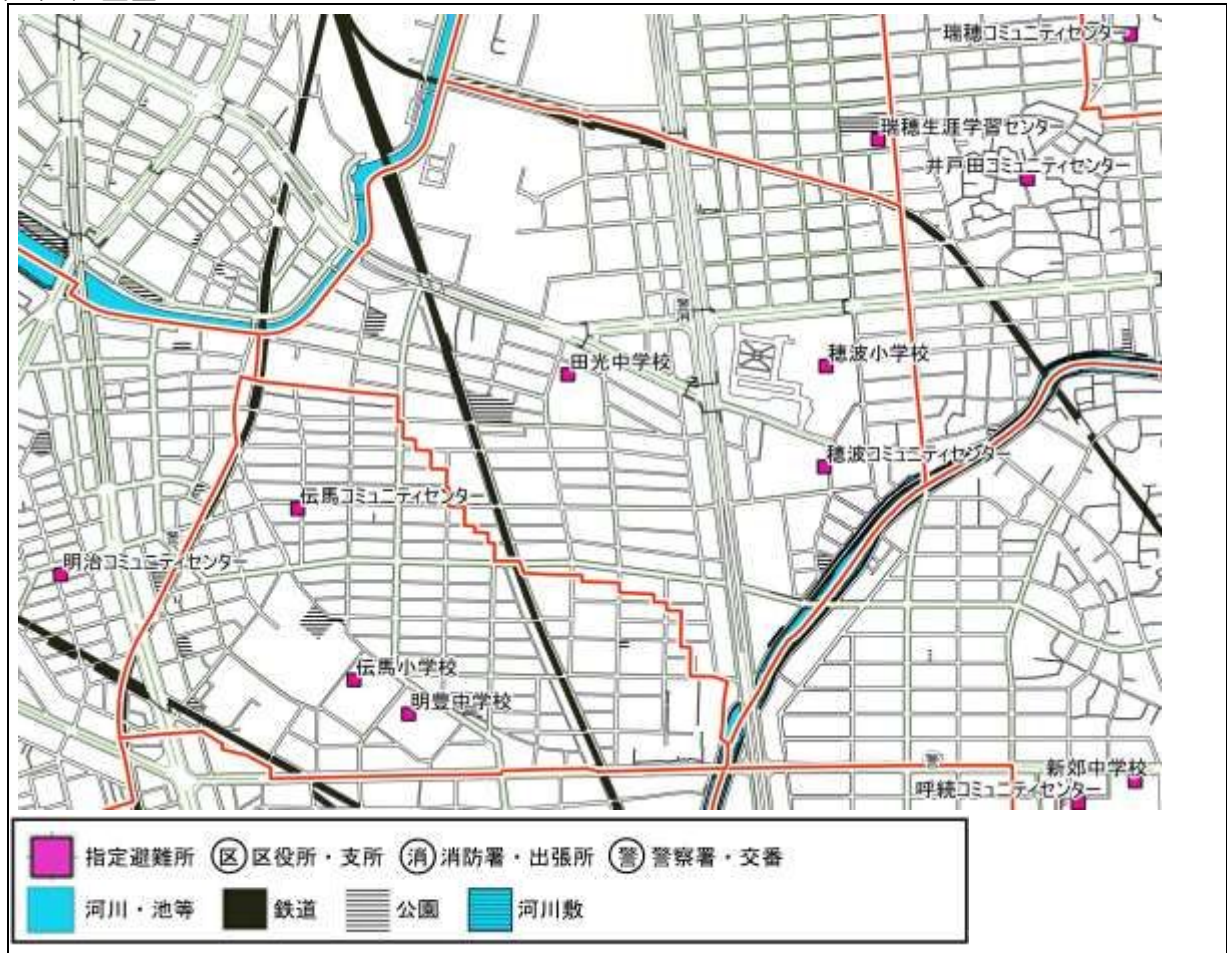 瑞穂コミュニティセンター
瑞穂生涯学習センター
井戸田コミュニティセンター
警
消
田光中学校
穂波小学校
穂波コミュニティセンター
伝馬コミュニティセンター
明治コミュニティセンター
伝馬小学校
明豊中学校
警
新郊中学校
呼続コミュニティセンター
指定避難所 区 区役所・支所 消 消防署・出張所 警 警察署・交番
河川・池等 鉄道 公園 河川敷